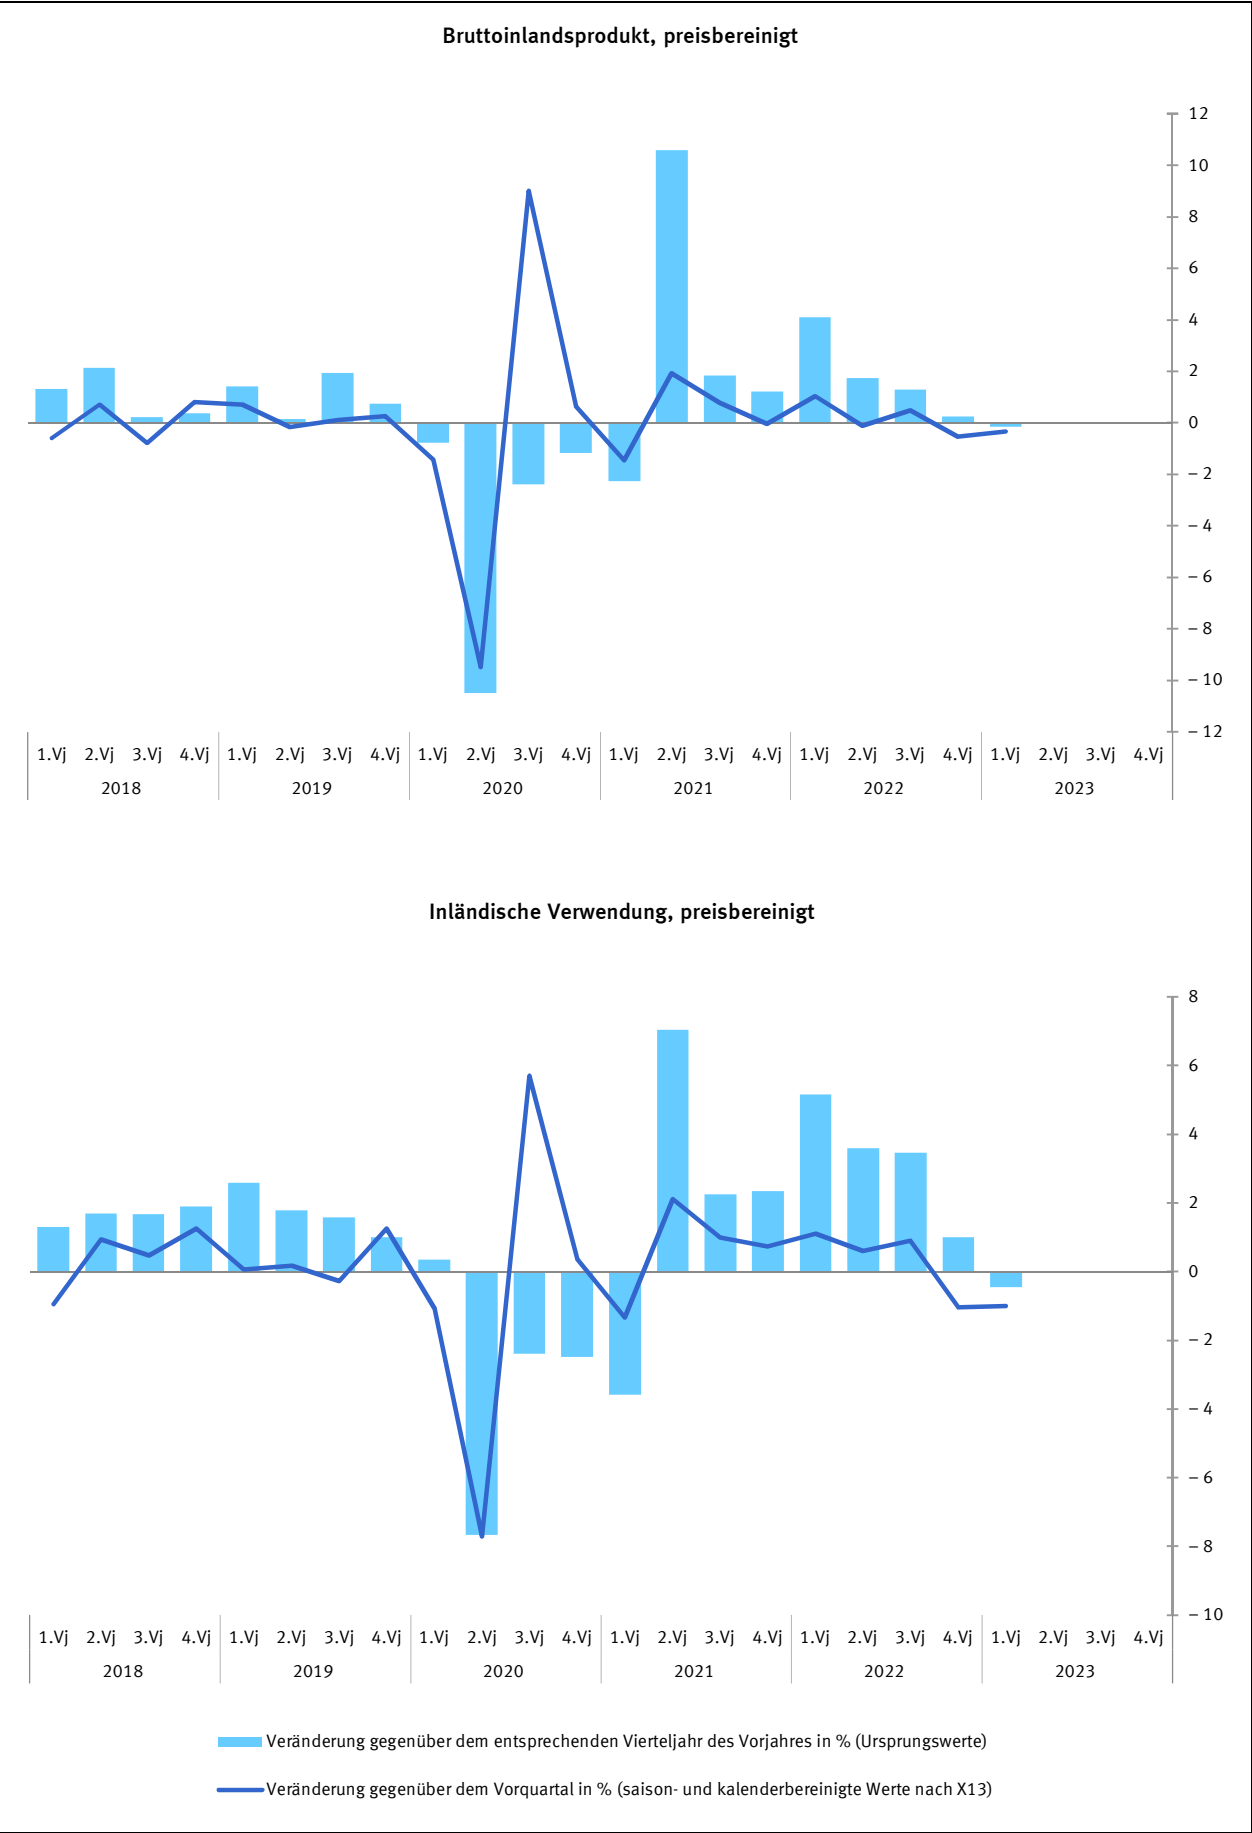 Bruttoinlandsprodukt, preisbereinigt
12
10
8
6
4
2
0
– 2
– 4
– 6
– 8
– 10
– 12
1.Vj 2.Vj 3.Vj 4.Vj 1.Vj 2.Vj 3.Vj 4.Vj 1.Vj 2.Vj 3.Vj 4.Vj 1.Vj 2.Vj 3.Vj 4.Vj 1.Vj 2.Vj 3.Vj 4.Vj 1.Vj 2.Vj 3.Vj 4.Vj
2018 2019 2020 2021 2022 2023
Inländische Verwendung, preisbereinigt
8
6
4
2
0
– 2
– 4
– 6
– 8
– 10
1.Vj 2.Vj 3.Vj 4.Vj 1.Vj 2.Vj 3.Vj 4.Vj 1.Vj 2.Vj 3.Vj 4.Vj 1.Vj 2.Vj 3.Vj 4.Vj 1.Vj 2.Vj 3.Vj 4.Vj 1.Vj 2.Vj 3.Vj 4.Vj
2018 2019 2020 2021 2022 2023
Veränderung gegenüber dem entsprechenden Vierteljahr des Vorjahres in % (Ursprungswerte)
Veränderung gegenüber dem Vorquartal in % (saison- und kalenderbereinigte Werte nach X13)